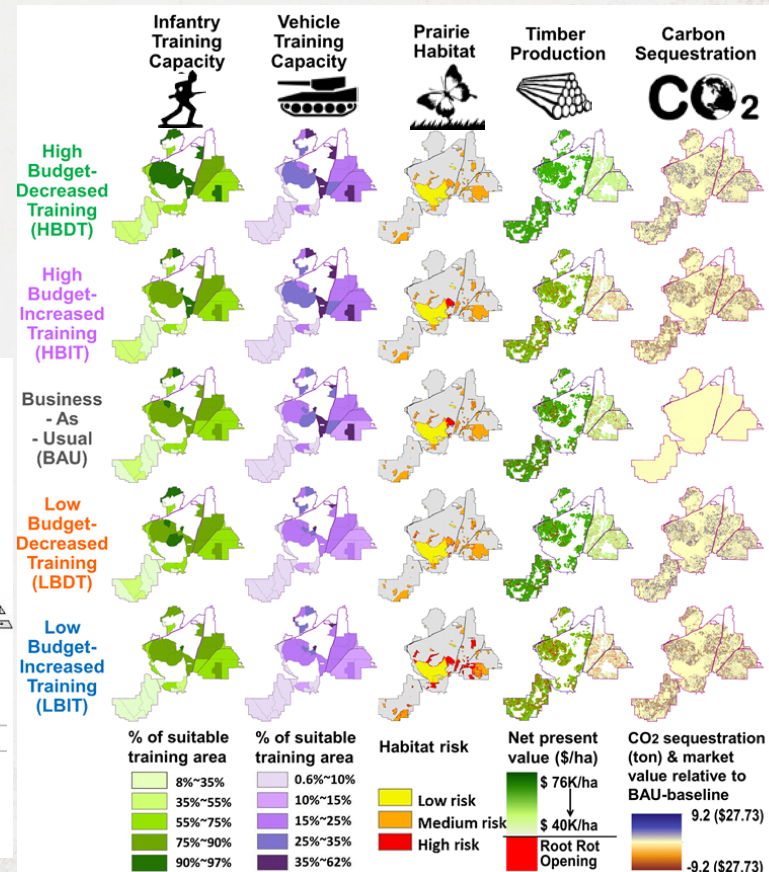 Infantry
Training
Capacity
Vehicle
Training
Capacity
Prairie
Habitat
Timber
Production
Carbon
Sequestration
CO2
High
Budget-
Decreased
Training
(HBDT)
High
Budget-
Increased
Training
(HBIT)
Business
- As
- Usual
(BAU)
Low
Budget-
Decreased
Training
(LBDT)
Low
Budget-
Increased
Training
(LBIT)
% of suitable
training area
8%~35%
35%~55%
55%~75%
75%~90%
90%~97%
% of suitable
training area
0.6%~10%
10%~15%
15%~25%
25%~35%
35%~62%
Habitat risk
Low risk
Medium risk
High risk
Net present
value ($/ha)
$ 76K/ha
$ 40K/ha
Root Rot
Opening
CO2 sequestration
(ton) & market
value relative to
BAU-baseline
9.2 ($27.73)
-9.2 ($27.73)